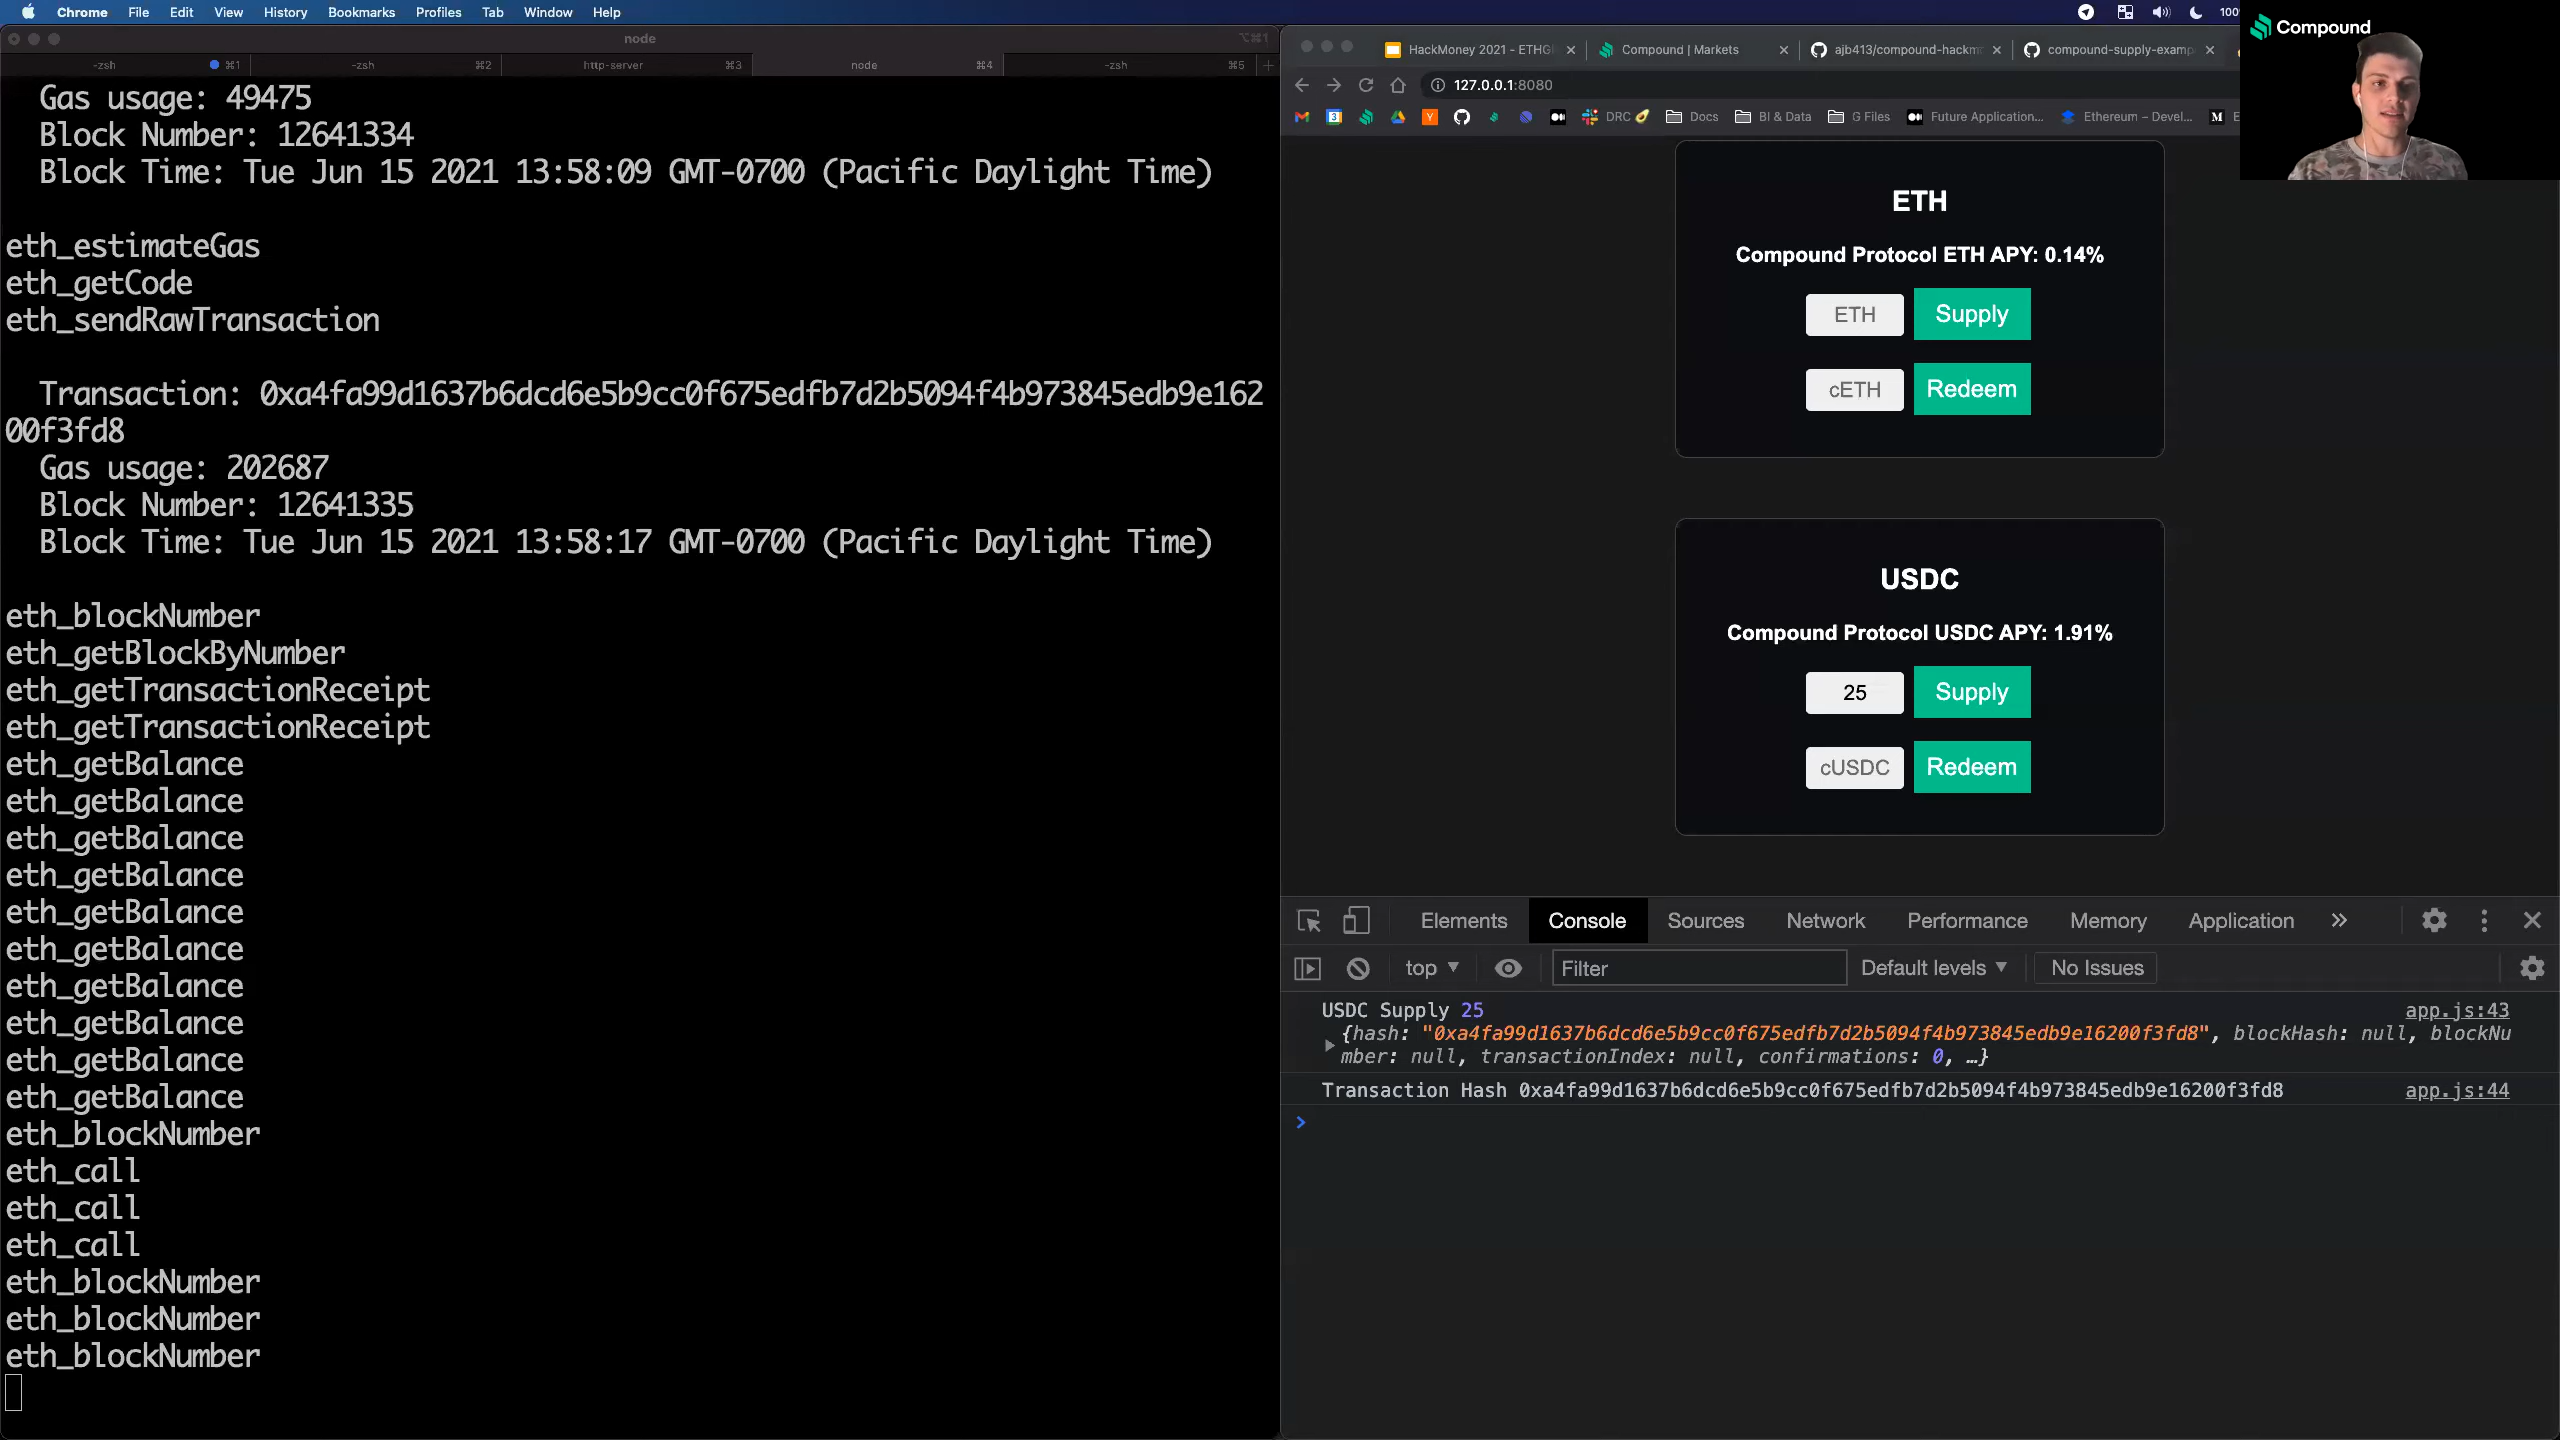 Chrome File Edit View History Bookmarks Profiles Tab Window Help
100
node
⌥⌘1
-zsh ⌘1 -zsh ⌘2 http-server ⌘3 node ⌘4 -zsh ⌘5 +
Gas usage: 49475
Block Number: 12641334
Block Time: Tue Jun 15 2021 13:58:09 GMT-0700 (Pacific Daylight Time)
eth_estimateGas
eth_getCode
eth_sendRawTransaction
Transaction: 0xa4fa99d1637b6dcd6e5b9cc0f675edfb7d2b5094f4b973845edb9e162
00f3fd8
Gas usage: 202687
Block Number: 12641335
Block Time: Tue Jun 15 2021 13:58:17 GMT-0700 (Pacific Daylight Time)
eth_blockNumber
eth_getBlockByNumber
eth_getTransactionReceipt
eth_getTransactionReceipt
eth_getBalance
eth_getBalance
eth_getBalance
eth_getBalance
eth_getBalance
eth_getBalance
eth_getBalance
eth_getBalance
eth_getBalance
eth_getBalance
eth_blockNumber
eth_call
eth_call
eth_call
eth_blockNumber
eth_blockNumber
eth_blockNumber
HackMoney 2021 - ETHGl Compound | Markets ajb413/compound-hackm compound-supply-examp
127.0.0.1:8080
DRC Docs BI & Data G Files Future Application... Ethereum – Devel... M E
Compound
ETH
Compound Protocol ETH APY: 0.14%
ETH Supply
cETH Redeem
USDC
Compound Protocol USDC APY: 1.91%
25 Supply
cUSDC Redeem
Elements Console Sources Network Performance Memory Application »
top Filter Default levels No Issues
USDC Supply 25 app.js:43
{hash: "0xa4fa99d1637b6dcd6e5b9cc0f675edfb7d2b5094f4b973845edb9e16200f3fd8", blockHash: null, blockNu
mber: null, transactionIndex: null, confirmations: 0, …}
Transaction Hash 0xa4fa99d1637b6dcd6e5b9cc0f675edfb7d2b5094f4b973845edb9e16200f3fd8 app.js:44